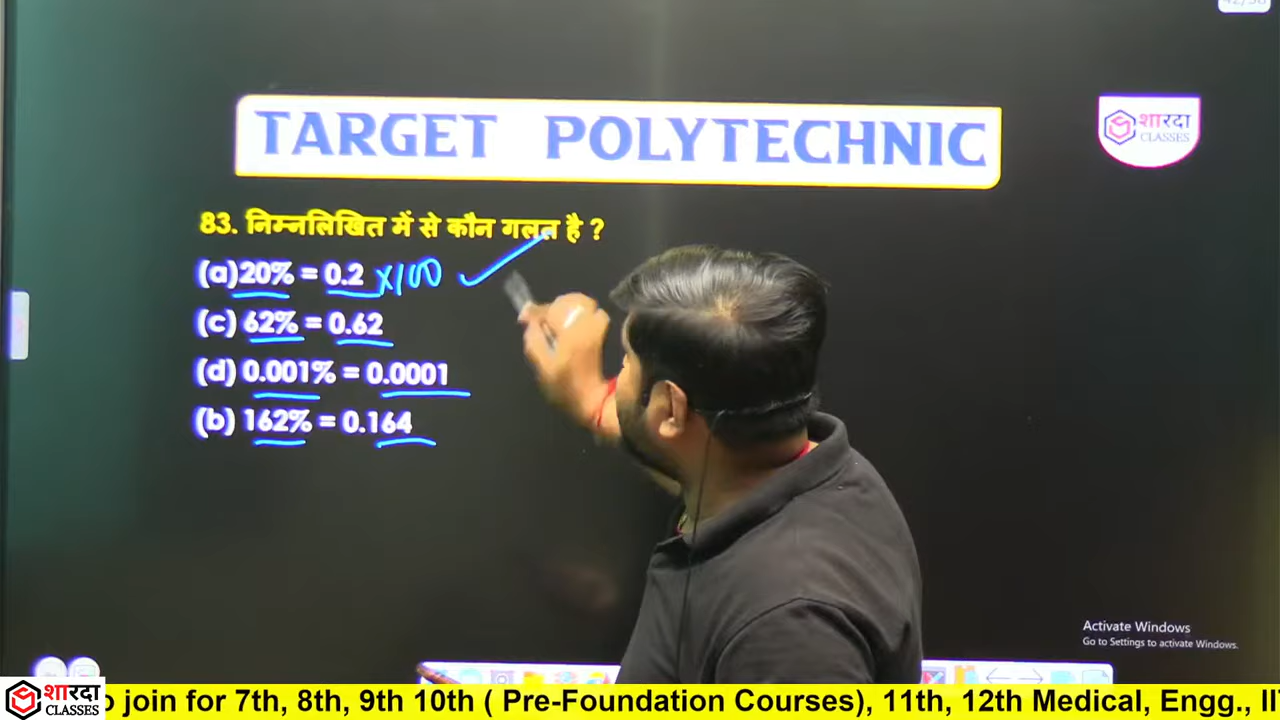 TARGET POLYTECHNIC
शारदा
CLASSES
83. निम्नलिखित में से कौन गलत है ?
(a)20% = 0.2 x100
(c) 62% = 0.62
(d) 0.001% = 0.0001
(b) 162% = 0.164
Activate Windows
Go to Settings to activate Windows.
शारदा
CLASSES
join for 7th, 8th, 9th 10th ( Pre-Foundation Courses), 11th, 12th Medical, Engg.,